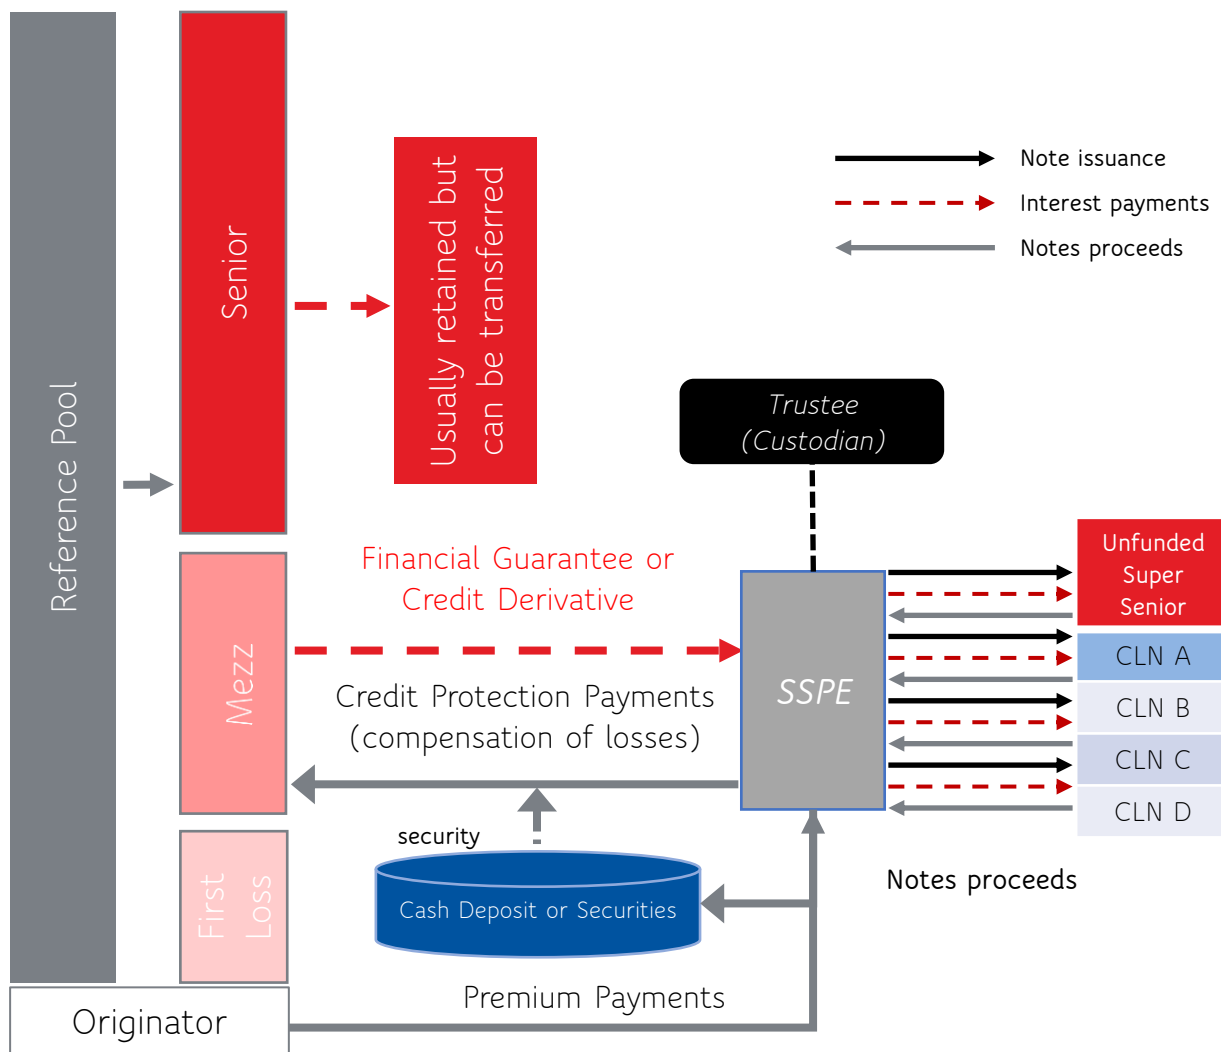 Reference Pool
Senior
Usually retained but
can be transferred
Note issuance
Interest payments
Notes proceeds
Trustee
(Custodian)
Financial Guarantee or
Credit Derivative
Mezz
Credit Protection Payments
(compensation of losses)
SSPE
Unfunded
Super
Senior
CLN A
CLN B
CLN C
CLN D
First
Loss
security
Cash Deposit or Securities
Notes proceeds
Premium Payments
Originator